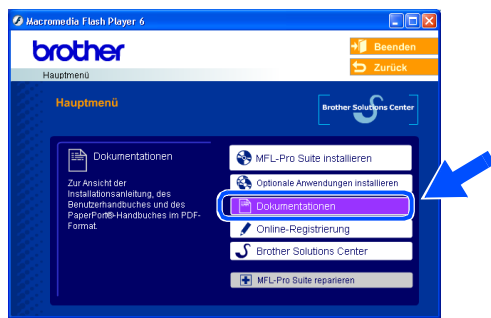 Macromedia Flash Player 6
brother
Beenden
Zurück
Hauptmenü
Hauptmenü
Brother Solutions Center
Dokumentationen
Zur Ansicht der
Installationsanleitung, des
Benutzerhandbuches und des
PaperPort®-Handbuches im PDF-
Format.
MFL-Pro Suite installieren
Optionale Anwendungen installieren
Dokumentationen
Online-Registrierung
Brother Solutions Center
MFL-Pro Suite reparieren